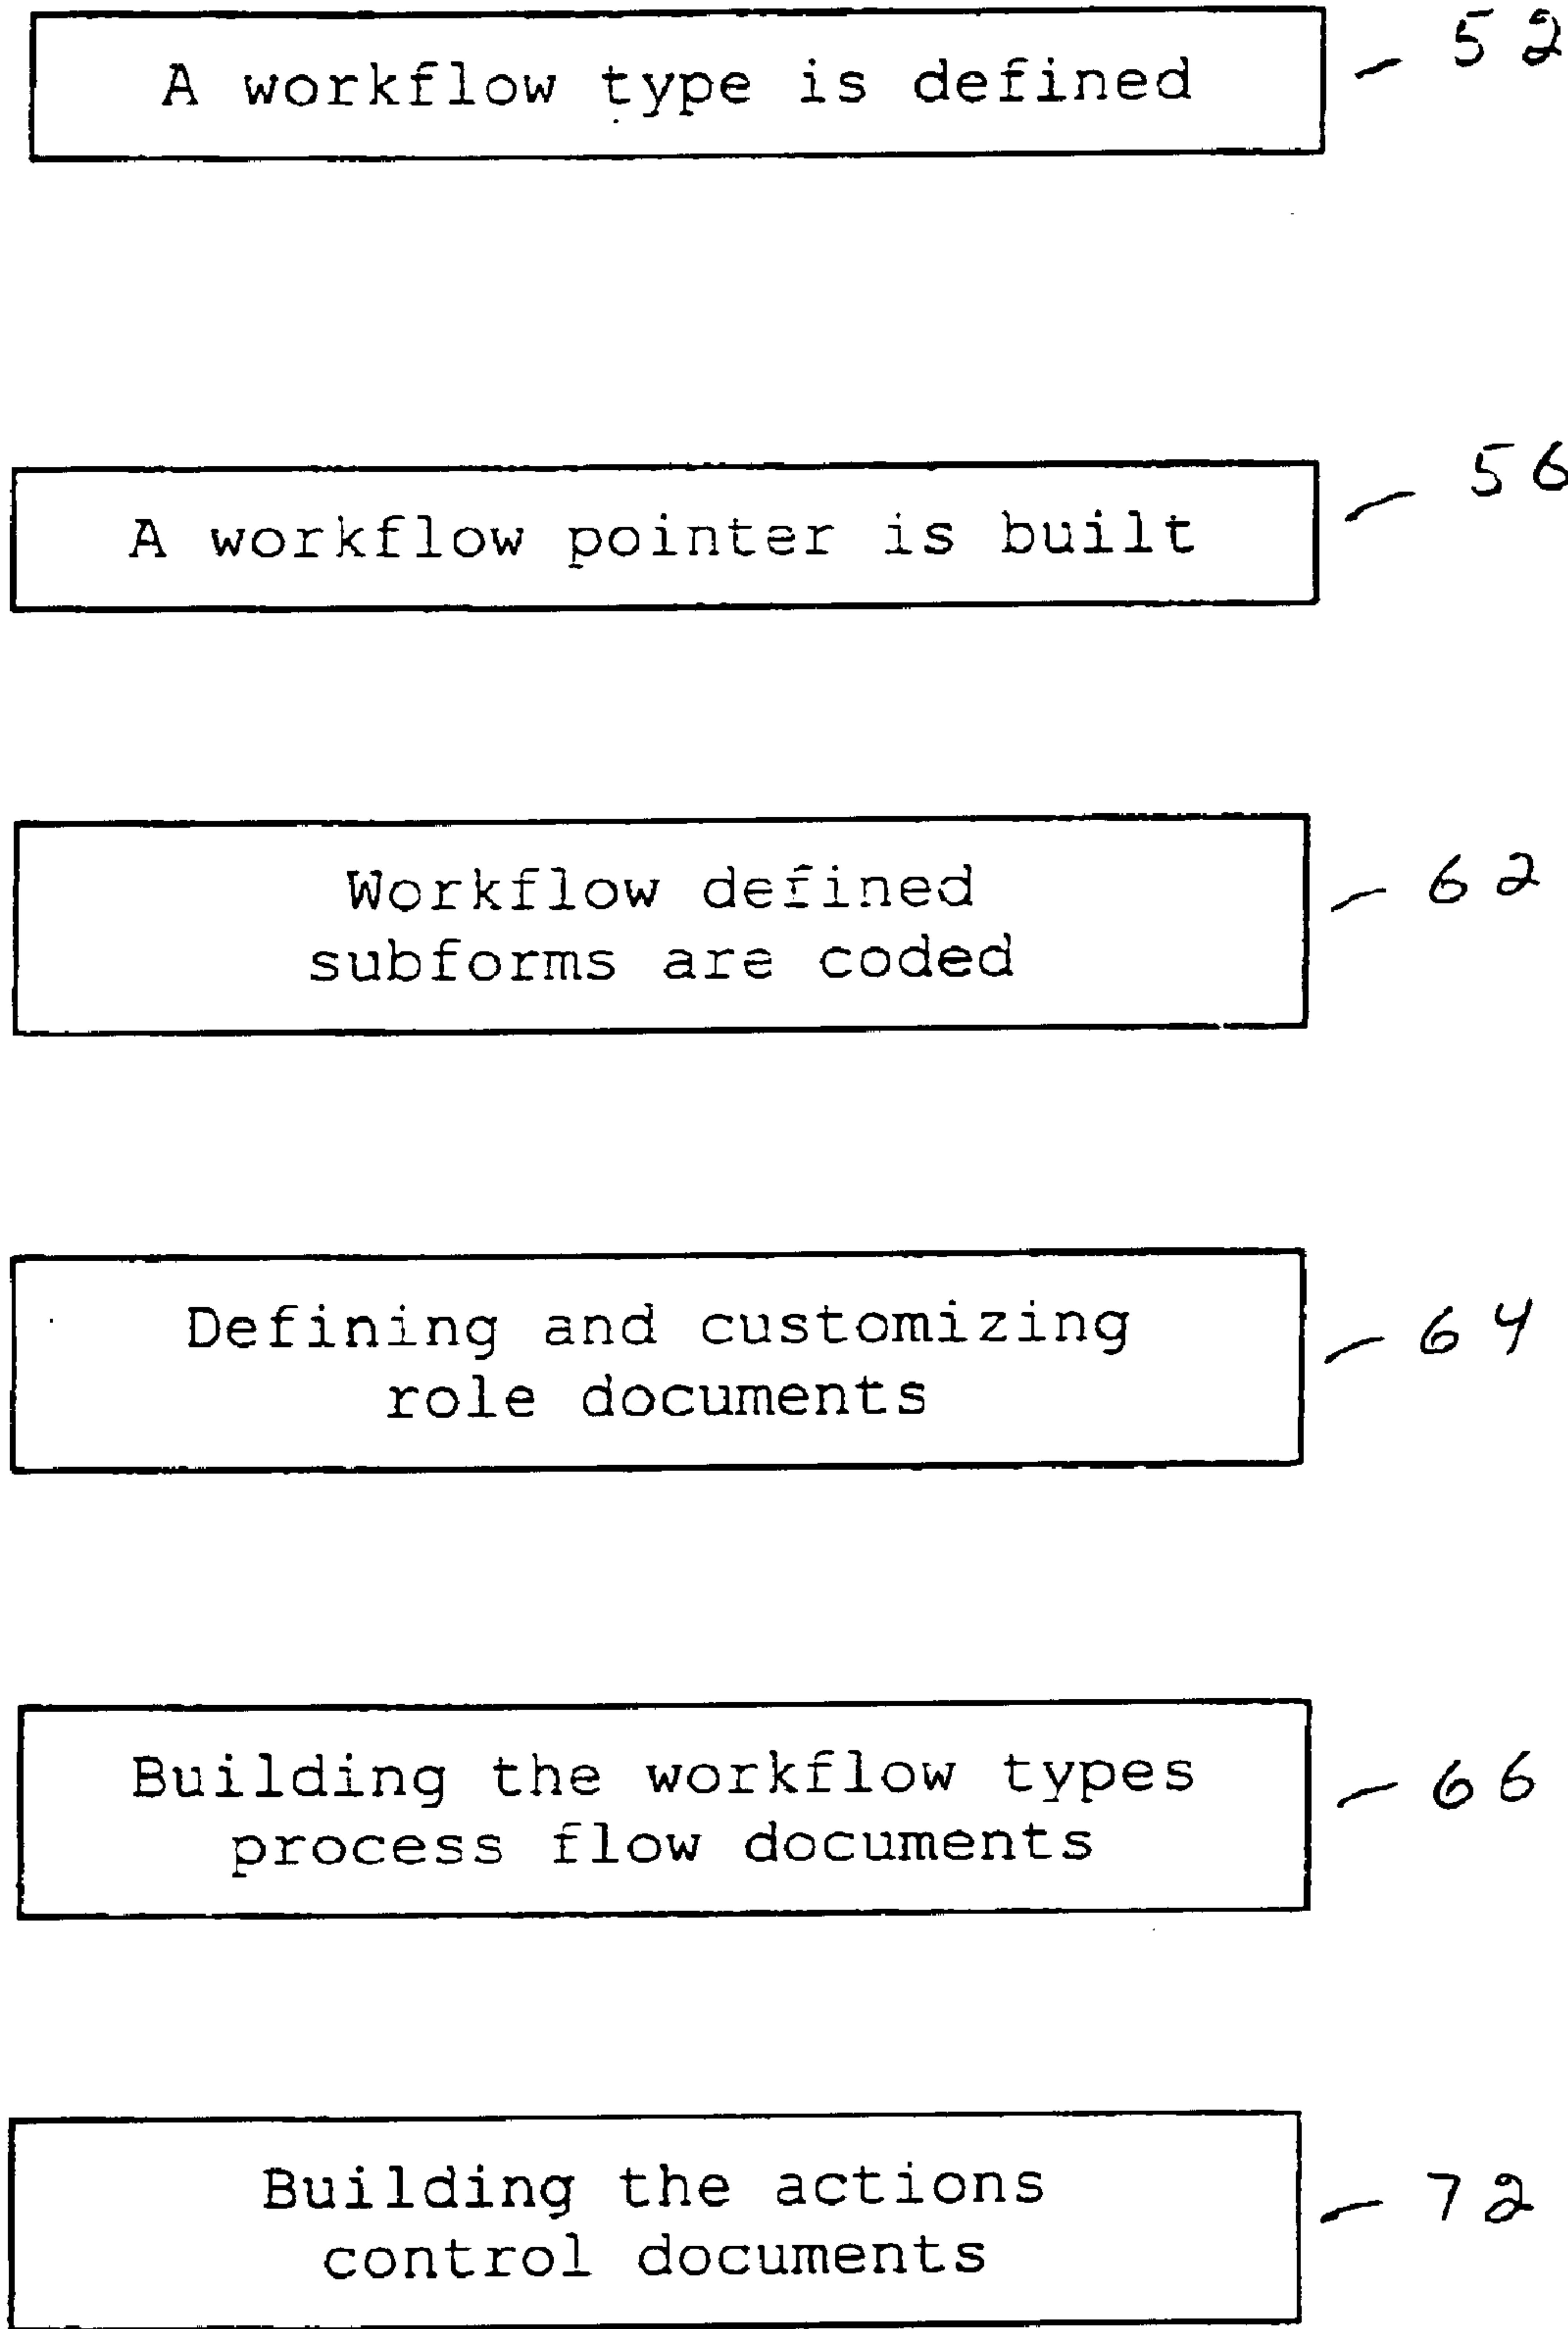 A workflow type is defined
52
A workflow pointer is built
56
Workflow defined
subforms are coded
62
Defining and customizing
role documents
64
Building the workflow types
process flow documents
66
Building the actions
control documents
72